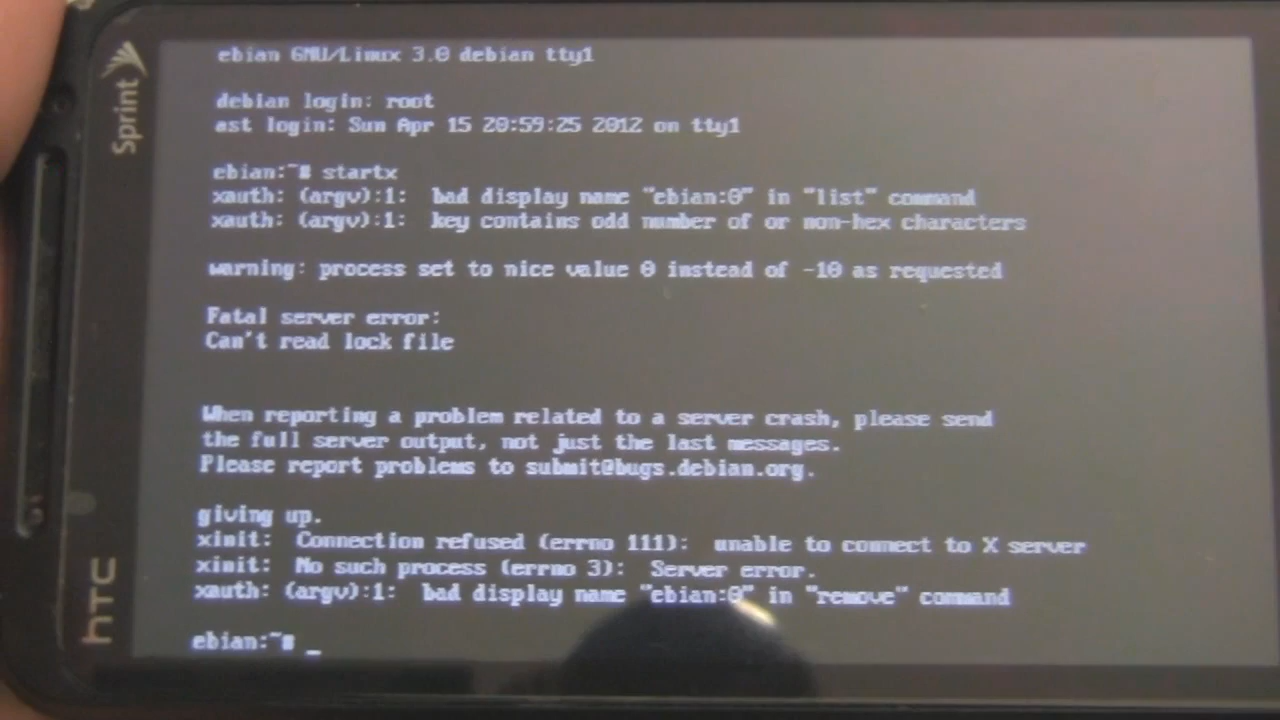 Sprint
hTC
ebian GNU/Linux 3.0 debian tty1
debian login: root
ast login: Sun Apr 15 20:59:25 2012 on tty1
ebian:~# startx
xauth: (argv):1:  bad display name "ebian:0" in "list" command
xauth: (argv):1:  key contains odd number of or non-hex characters
warning: process set to nice value 0 instead of -10 as requested
Fatal server error:
Can't read lock file
When reporting a problem related to a server crash, please send
the full server output, not just the last messages.
Please report problems to submit@bugs.debian.org.
giving up.
xinit:  Connection refused (errno 111):  unable to connect to X server
xinit:  No such process (errno 3):  Server error.
xauth: (argv):1:  bad display name "ebian:0" in "remove" command
ebian:~# _